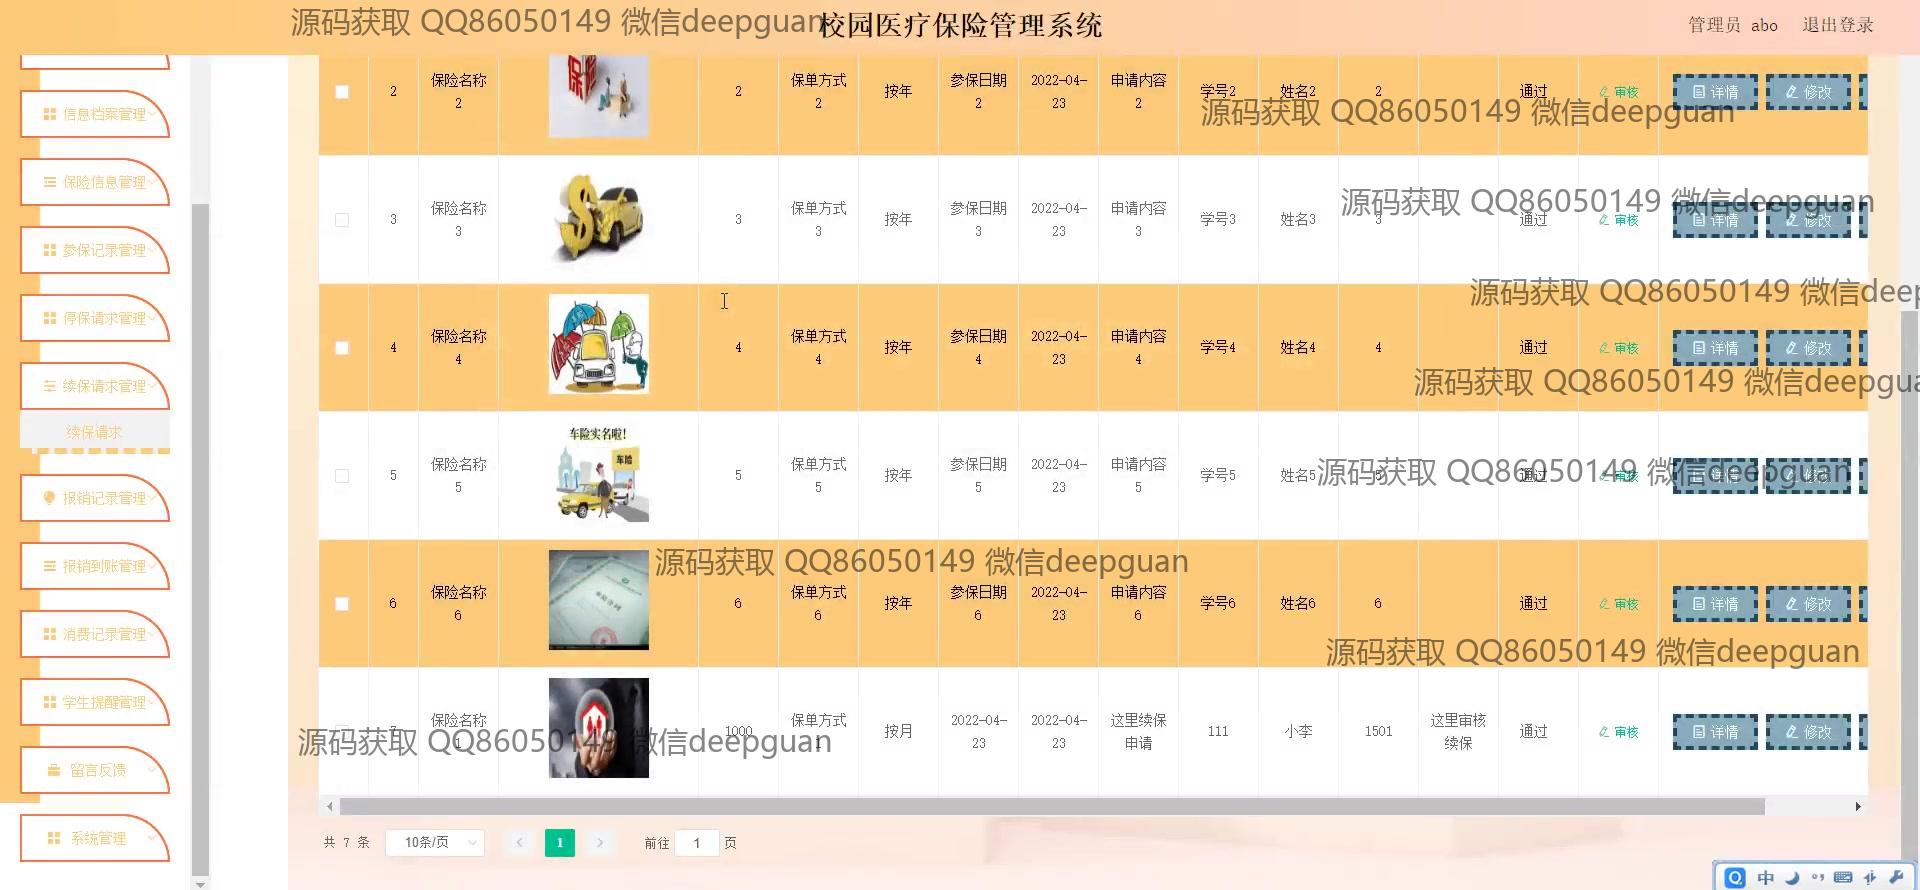 源码获取 QQ86050149 微信deepguan
校园医疗保险管理系统
管理员 abo 退出登录
信息档案管理
保险信息管理
参保记录管理
停保请求管理
续保请求管理
续保请求
报销记录管理
报销到账管理
消费记录管理
学生提醒管理
留言反馈
系统管理
2 保险名称2 2 保单方式2 按年 参保日期2 2022-04-23 申请内容2 学号2 姓名2 2 通过 审核 详情 修改
源码获取 QQ86050149 微信deepguan
源码获取 QQ86050149 微信deepguan
3 保险名称3 3 保单方式3 按年 参保日期3 2022-04-23 申请内容3 学号3 姓名3 3 通过 审核 详情 修改
源码获取 QQ86050149 微信deep
4 保险名称4 4 保单方式4 按年 参保日期4 2022-04-23 申请内容4 学号4 姓名4 4 通过 审核 详情 修改
源码获取 QQ86050149 微信deepgua
车险实名啦!
车险
5 保险名称5 5 保单方式5 按年 参保日期5 2022-04-23 申请内容5 学号5 姓名5 5 通过 审核 详情 修改
源码获取 QQ86050149 微信deepguan
源码获取 QQ86050149 微信deepguan
6 保险名称6 6 保单方式6 按年 参保日期6 2022-04-23 申请内容6 学号6 姓名6 6 通过 审核 详情 修改
源码获取 QQ86050149 微信deepguan
7 保险名称1 1000 保单方式1 按月 2022-04-23 2022-04-23 这里续保申请 111 小李 1501 这里审核续保 通过 审核 详情 修改
源码获取 QQ86050149 微信deepguan
共 7 条 10条/页 1 前往 1 页
中